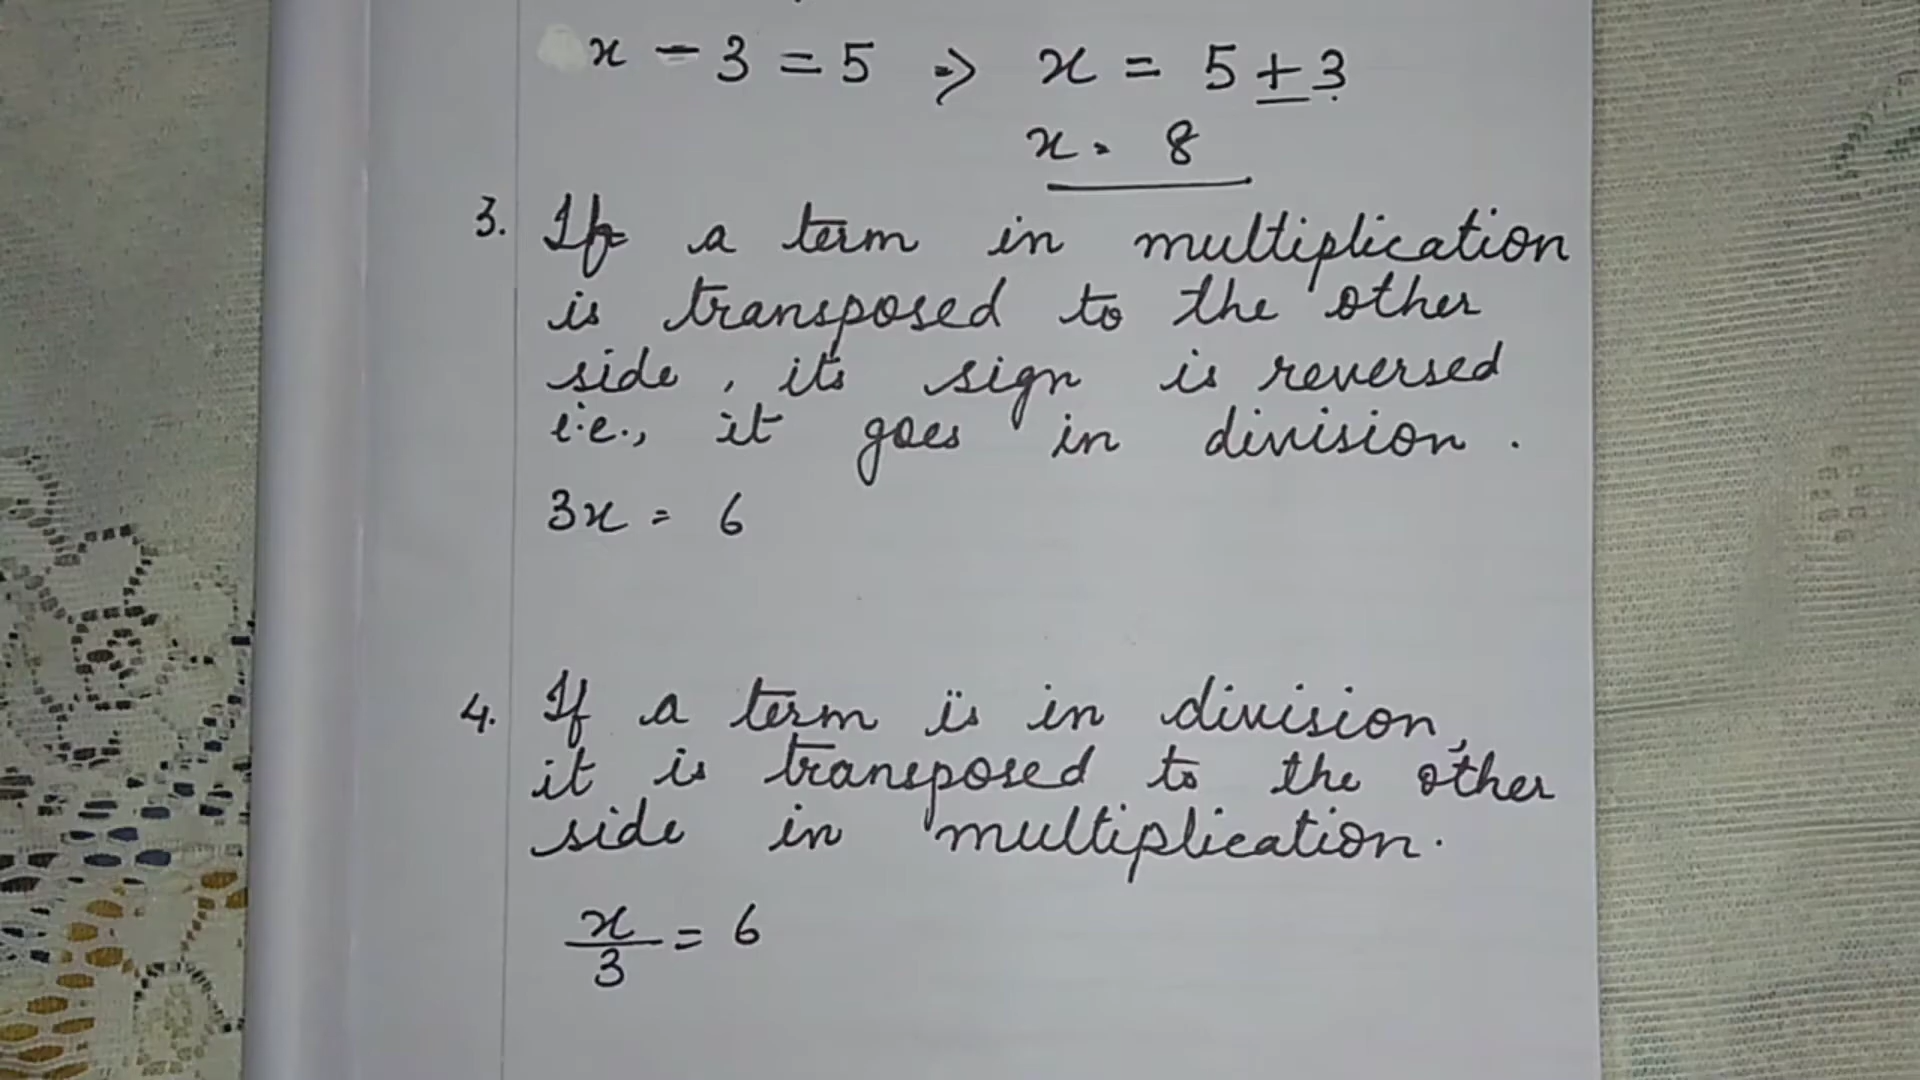 x - 3 = 5 => x = 5 + 3
x = 8
3. If a term in multiplication
is transposed to the other
side, its sign is reversed
i.e., it goes in division.
3x = 6
4. If a term is in division,
it is transposed to the other
side in multiplication.
x/3 = 6